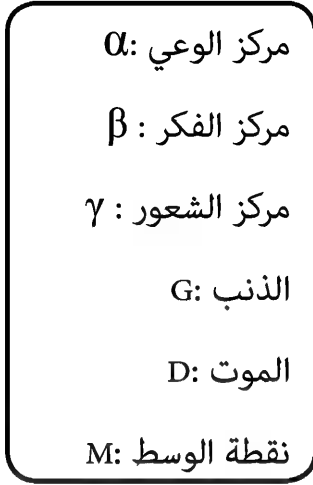 مركز الوعي :α
مركز الفكر : β
مركز الشعور : γ
الذنب :G
الموت :D
نقطة الوسط :M